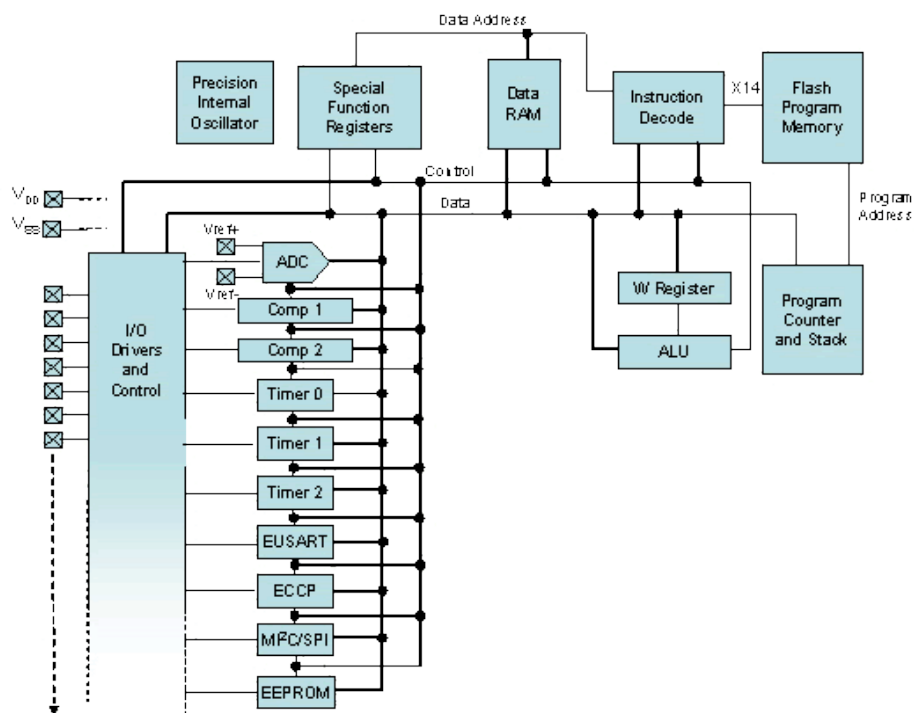 Data Address
Precision
Internal
Oscillator
Special
Function
Registers
Data
RAM
Instruction
Decode
X14
Flash
Program
Memory
Control
Data
Program
Address
VDD
VSS
Vref+
ADC
Vref-
Comp 1
Comp 2
I/O
Drivers
and
Control
W Register
ALU
Program
Counter
and Stack
Timer 0
Timer 1
Timer 2
EUSART
ECCP
MI²C/SPI
EEPROM